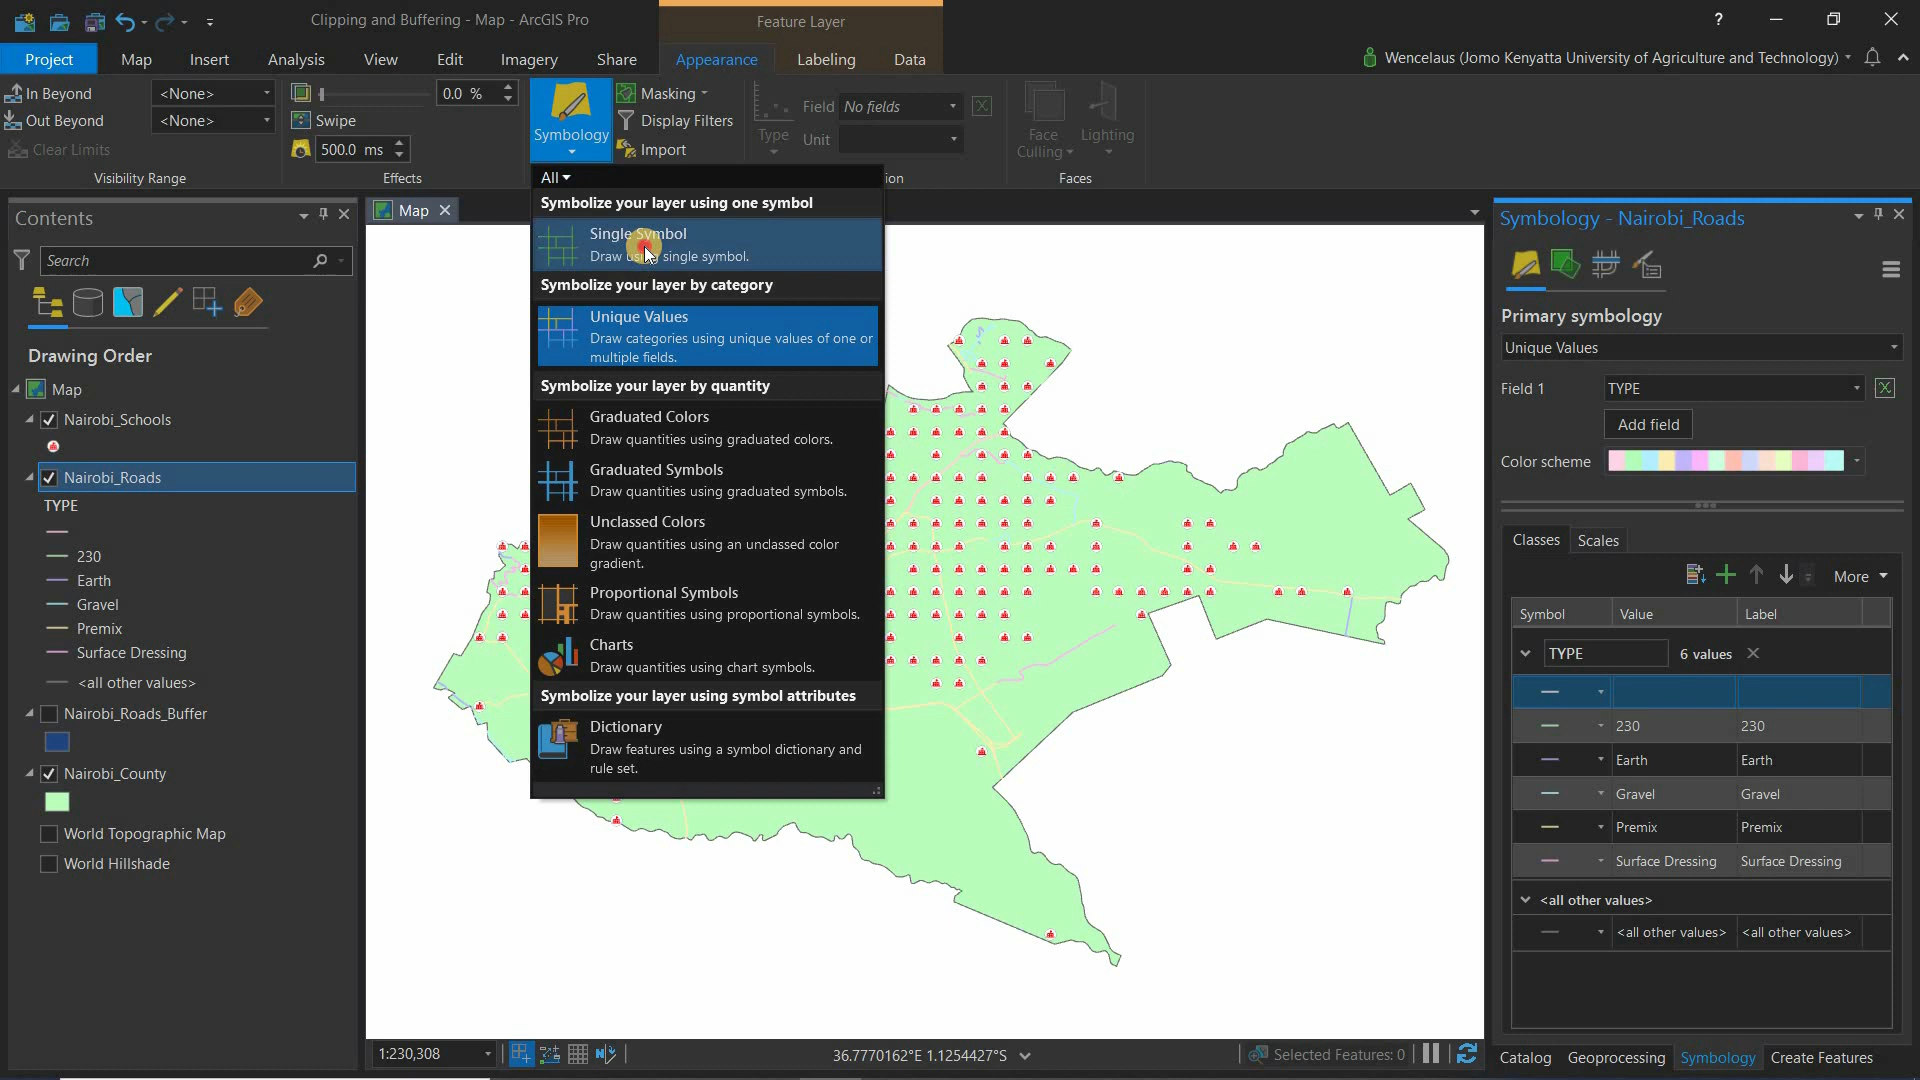 Clipping and Buffering - Map - ArcGIS Pro
Feature Layer
?
Project
Map
Insert
Analysis
View
Edit
Imagery
Share
Appearance
Labeling
Data
Wencelaus (Jomo Kenyatta University of Agriculture and Technology)
In Beyond
<None>
Out Beyond
<None>
Clear Limits
Visibility Range
0.0 %
Swipe
500.0 ms
Effects
Symbology
Masking
Display Filters
Import
Type
Field
No fields
Unit
ion
Face
Culling
Lighting
Faces
All
Symbolize your layer using one symbol
Single Symbol
Draw using single symbol.
Symbolize your layer by category
Unique Values
Draw categories using unique values of one or
multiple fields.
Symbolize your layer by quantity
Graduated Colors
Draw quantities using graduated colors.
Graduated Symbols
Draw quantities using graduated symbols.
Unclassed Colors
Draw quantities using an unclassed color
gradient.
Proportional Symbols
Draw quantities using proportional symbols.
Charts
Draw quantities using chart symbols.
Symbolize your layer using symbol attributes
Dictionary
Draw features using a symbol dictionary and
rule set.
Contents
Search
Drawing Order
Map
Nairobi_Schools
Nairobi_Roads
TYPE
230
Earth
Gravel
Premix
Surface Dressing
<all other values>
Nairobi_Roads_Buffer
Nairobi_County
World Topographic Map
World Hillshade
Map
1:230,308
36.7770162°E 1.1254427°S
Selected Features: 0
Symbology - Nairobi_Roads
Primary symbology
Unique Values
Field 1
TYPE
Add field
Color scheme
Classes
Scales
More
Symbol
Value
Label
TYPE
6 values
230
230
Earth
Earth
Gravel
Gravel
Premix
Premix
Surface Dressing
Surface Dressing
<all other values>
<all other values>
<all other values>
Catalog
Geoprocessing
Symbology
Create Features